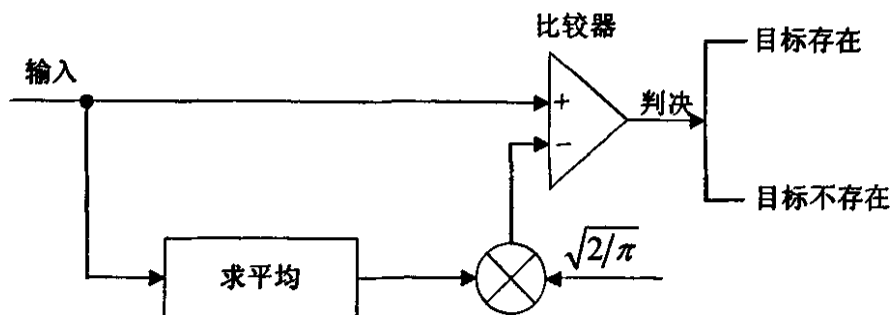 比较器
目标存在
输入
+
判决
−
目标不存在
√2/π
求平均